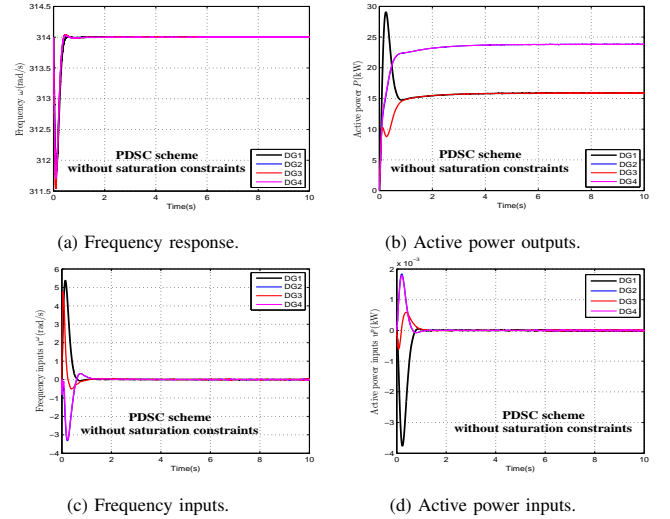 314.5
314
313.5
313
312.5
312
311.5
Frequency ω(rad/s)
PDSC scheme
without saturation constraints
DG1
DG2
DG3
DG4
0 2 4 6 8 10
Time(s)
(a) Frequency response.
30
25
20
15
10
5
0
Active power P(kW)
PDSC scheme
without saturation constraints
DG1
DG2
DG3
DG4
0 2 4 6 8 10
Time(s)
(b) Active power outputs.
6
5
4
3
2
1
0
−1
−2
−3
−4
Frequency inputs u^ω(rad/s)
DG1
DG2
DG3
DG4
PDSC scheme
without saturation constraints
0 2 4 6 8 10
Time(s)
(c) Frequency inputs.
x 10^−3
2
1
0
−1
−2
−3
−4
Active power inputs u^p(kW)
DG1
DG2
DG3
DG4
PDSC scheme
without saturation constraints
0 2 4 6 8 10
Time(s)
(d) Active power inputs.